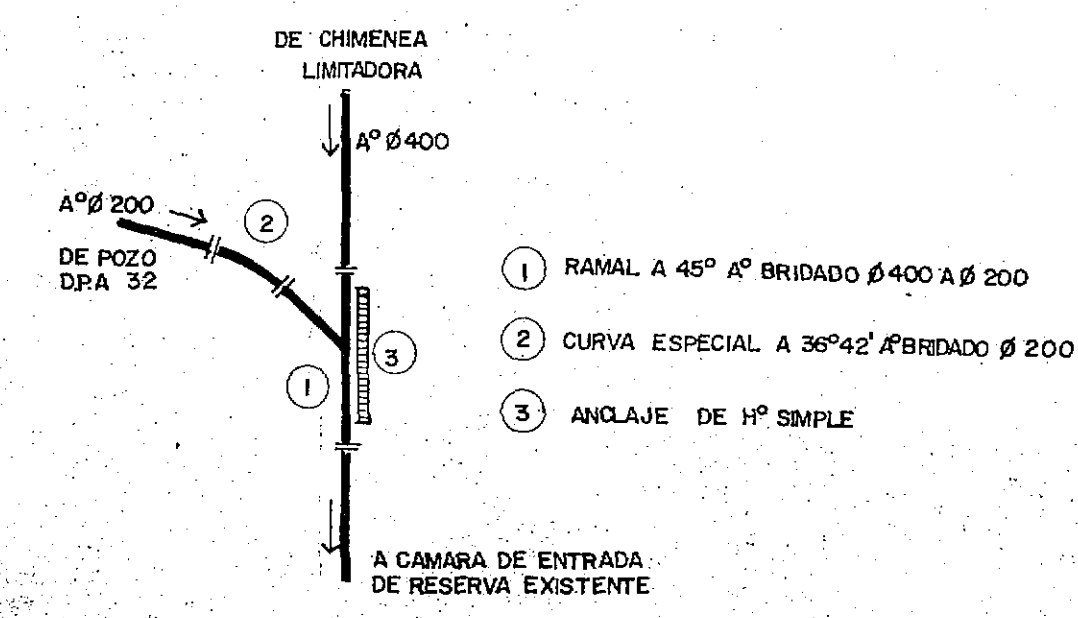 DE CHIMENEA
LIMITADORA
Aº Ø400
AºØ 200
2
DE POZO
D.P.A 32
1 RAMAL A 45º Aº BRIDADO Ø 400 A Ø 200
2 CURVA ESPECIAL A 36º42' AºBRIDADO Ø 200
3
1
3 ANCLAJE DE Hº SIMPLE
A CAMARA DE ENTRADA
DE RESERVA EXISTENTE